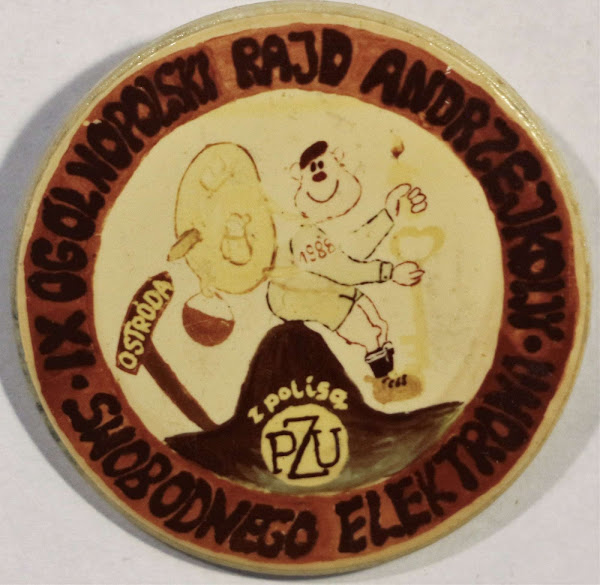 · IX OGÓLNOPOLSKI RAJD ANDRZEJKOWY ·
SWOBODNEGO ELEKTRONA
1988
OSTRÓDA
z polisą
PZU